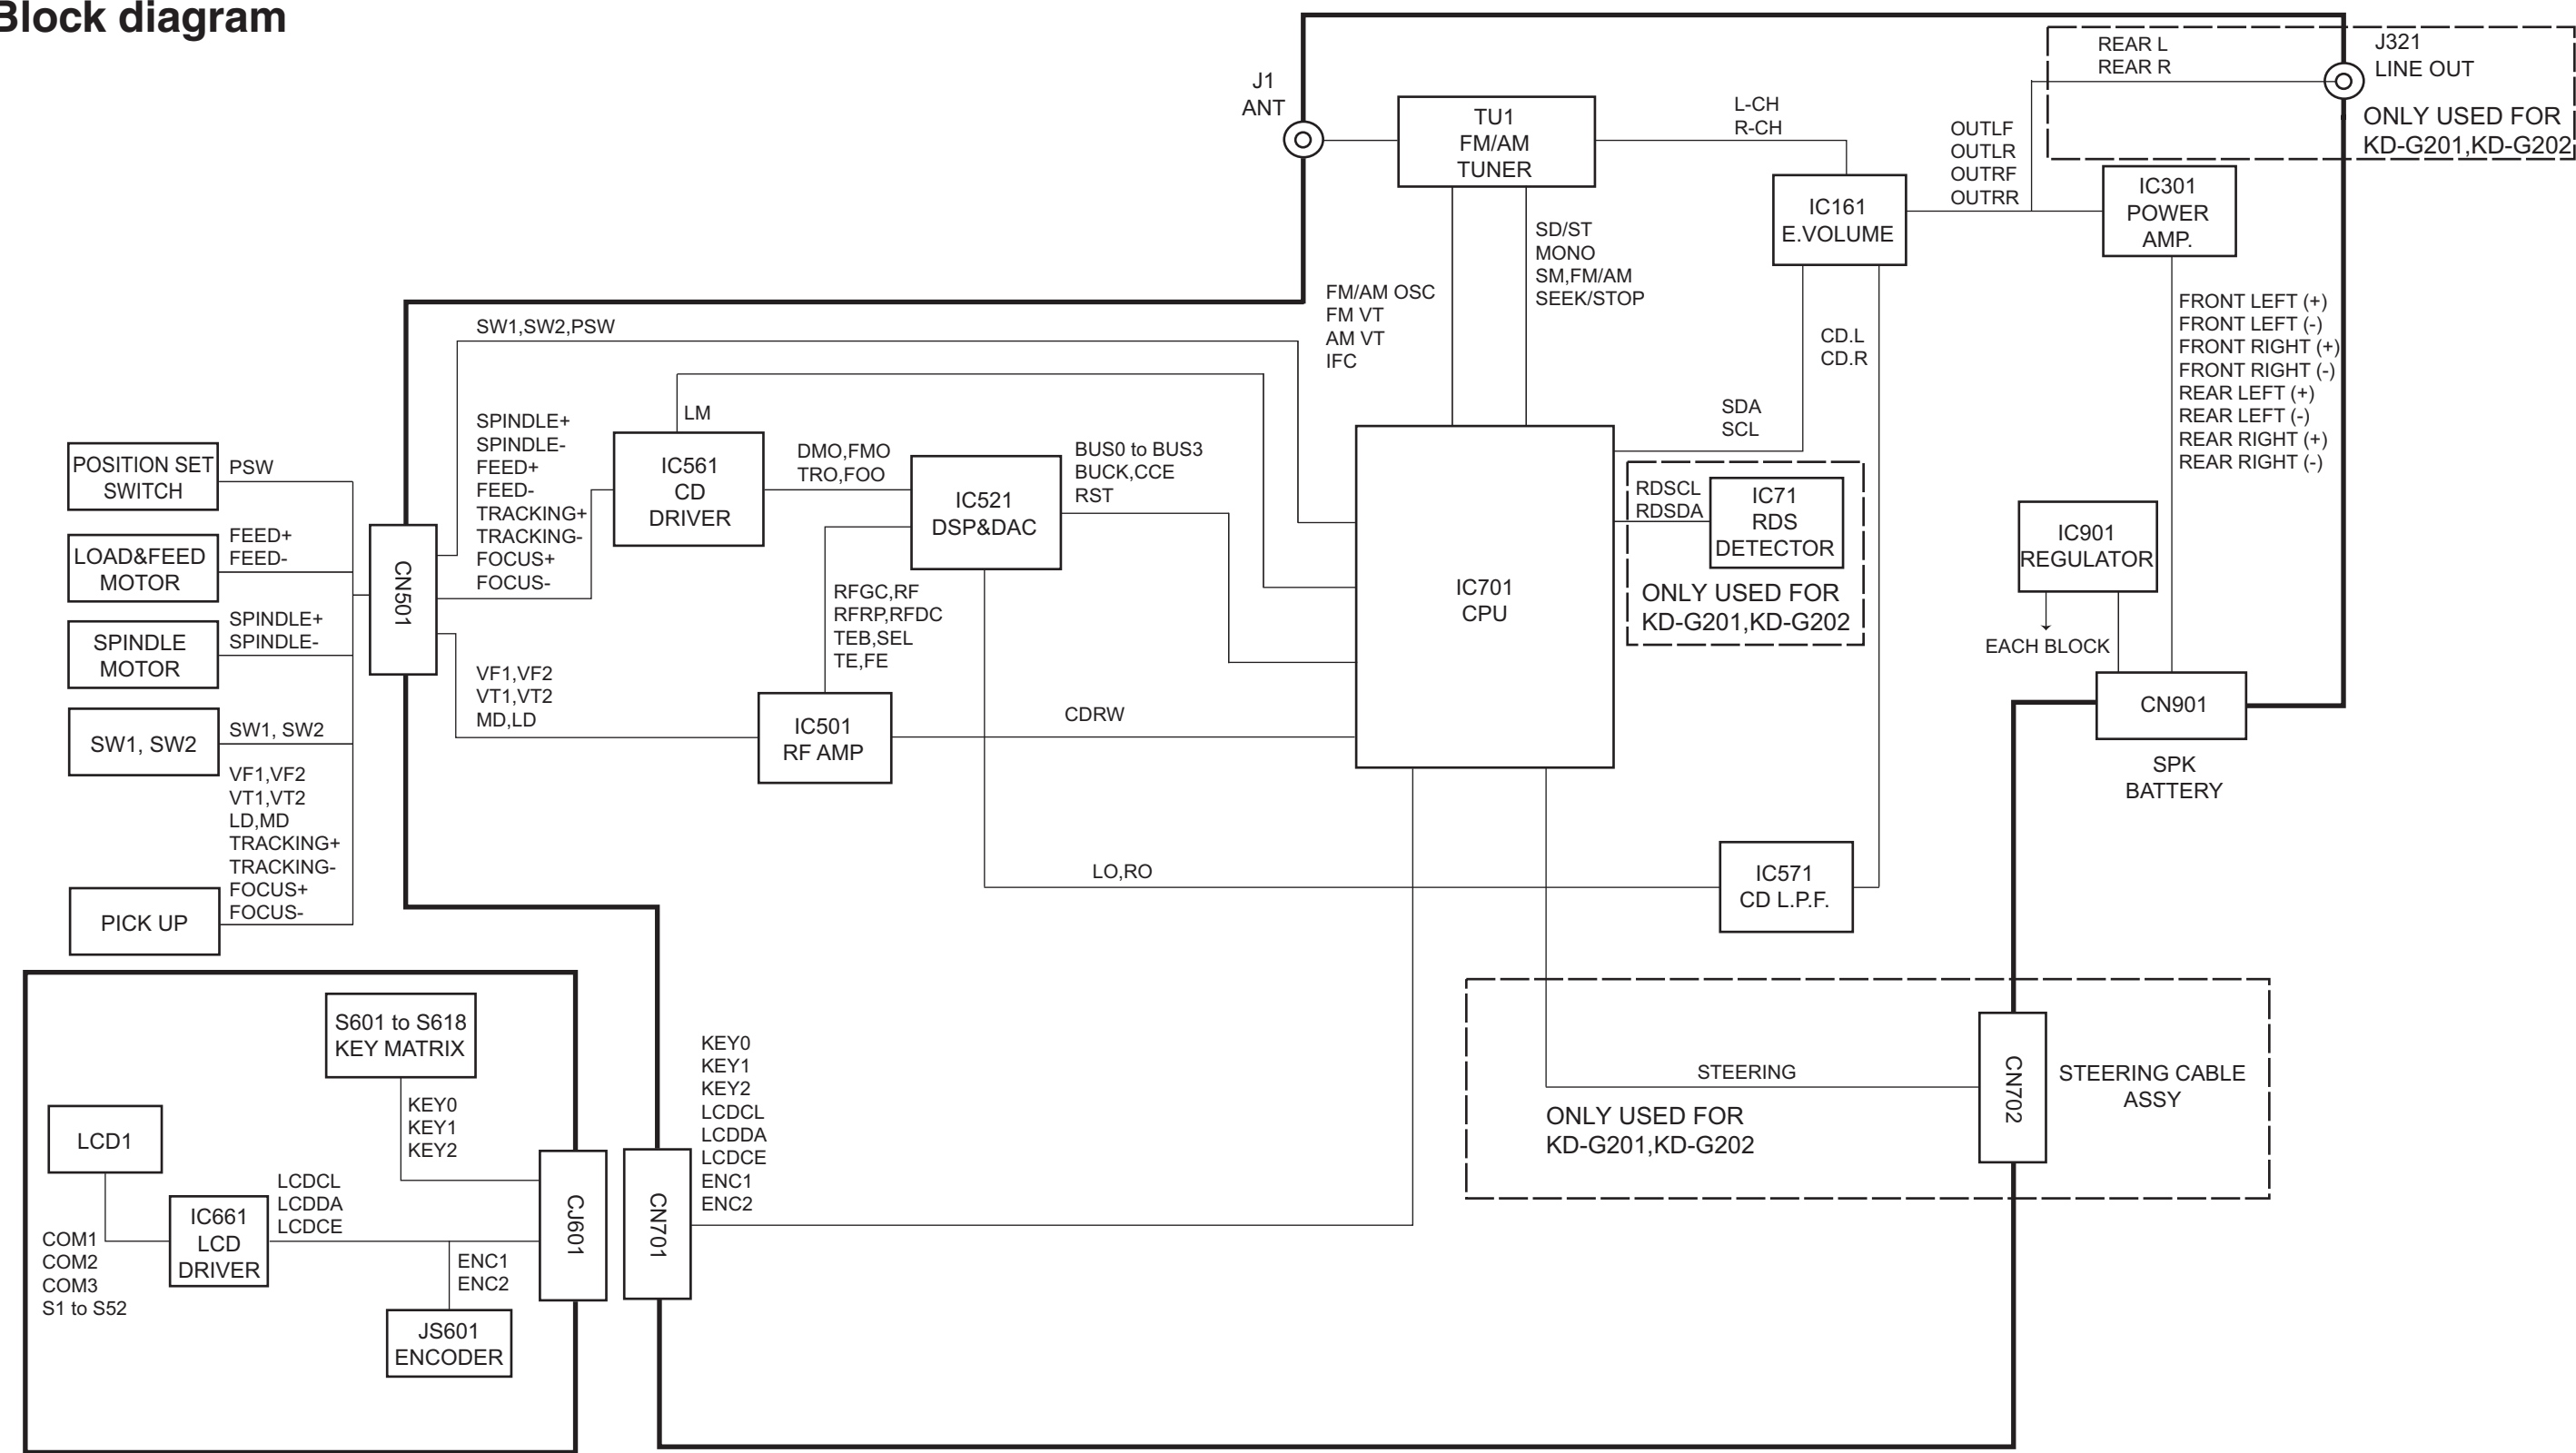 Block diagram
J1
ANT
TU1
FM/AM
TUNER
L-CH
R-CH
REAR L
REAR R
J321
LINE OUT
ONLY USED FOR
KD-G201,KD-G202
OUTLF
OUTLR
OUTRF
OUTRR
IC161
E.VOLUME
IC301
POWER
AMP.
SD/ST
MONO
SM,FM/AM
SEEK/STOP
FM/AM OSC
FM VT
AM VT
IFC
CD.L
CD.R
FRONT LEFT (+)
FRONT LEFT (-)
FRONT RIGHT (+)
FRONT RIGHT (-)
REAR LEFT (+)
REAR LEFT (-)
REAR RIGHT (+)
REAR RIGHT (-)
SW1,SW2,PSW
LM
SPINDLE+
SPINDLE-
FEED+
FEED-
TRACKING+
TRACKING-
FOCUS+
FOCUS-
IC561
CD
DRIVER
DMO,FMO
TRO,FOO
IC521
DSP&DAC
BUS0 to BUS3
BUCK,CCE
RST
SDA
SCL
RDSCL
RDSDA
IC71
RDS
DETECTOR
ONLY USED FOR
KD-G201,KD-G202
IC701
CPU
IC901
REGULATOR
EACH BLOCK
CN901
SPK
BATTERY
POSITION SET
SWITCH
PSW
LOAD&FEED
MOTOR
FEED+
FEED-
SPINDLE
MOTOR
SPINDLE+
SPINDLE-
SW1, SW2
SW1, SW2
VF1,VF2
VT1,VT2
LD,MD
TRACKING+
TRACKING-
FOCUS+
FOCUS-
PICK UP
CN501
VF1,VF2
VT1,VT2
MD,LD
RFGC,RF
RFRP,RFDC
TEB,SEL
TE,FE
IC501
RF AMP
CDRW
LO,RO
IC571
CD L.P.F.
S601 to S618
KEY MATRIX
KEY0
KEY1
KEY2
LCD1
COM1
COM2
COM3
S1 to S52
IC661
LCD
DRIVER
LCDCL
LCDDA
LCDCE
ENC1
ENC2
JS601
ENCODER
CJ601
CN701
KEY0
KEY1
KEY2
LCDCL
LCDDA
LCDCE
ENC1
ENC2
STEERING
ONLY USED FOR
KD-G201,KD-G202
CN702
STEERING CABLE
ASSY